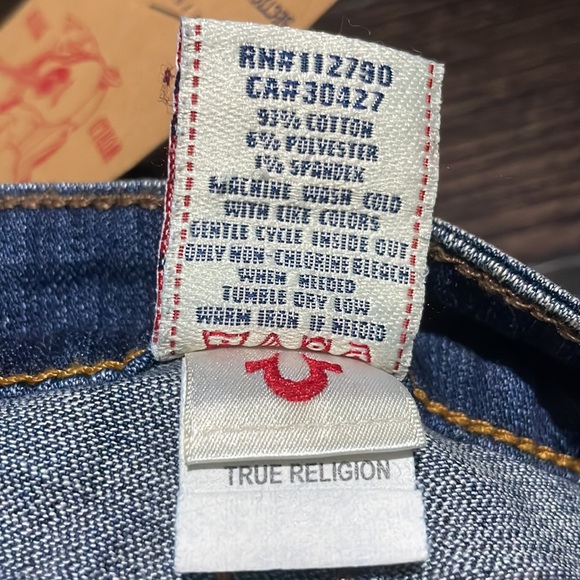 RN#112790
CA#30427
93% COTTON
6% POLYESTER
1% SPANDEX
MACHINE WASH COLD
WITH LIKE COLORS
GENTLE CYCLE INSIDE OUT
ONLY NON-CHLORINE BLEACH
WHEN NEEDED
TUMBLE DRY LOW
WARM IRON IF NEEDED
TRUE RELIGION